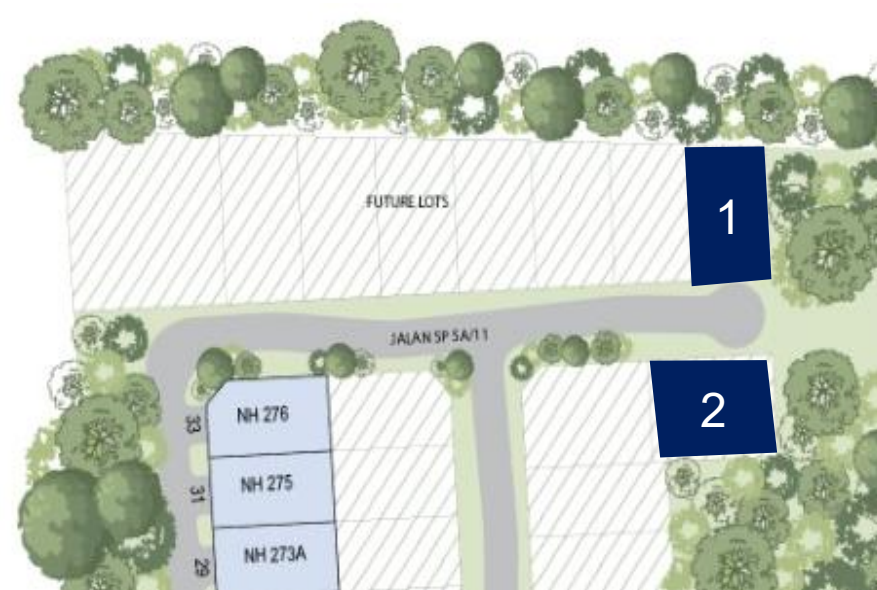 FUTURE LOTS
1
JALAN SP 5A/11
2
NH 276
33
NH 275
31
NH 273A
29